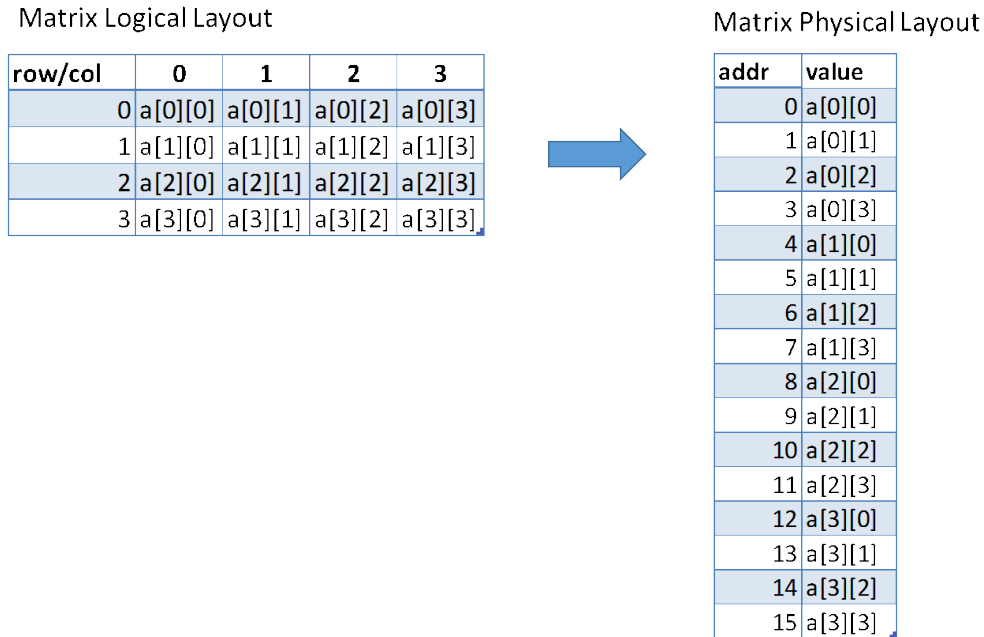 Matrix Logical Layout
row/col 0 1 2 3
0 a[0][0] a[0][1] a[0][2] a[0][3]
1 a[1][0] a[1][1] a[1][2] a[1][3]
2 a[2][0] a[2][1] a[2][2] a[2][3]
3 a[3][0] a[3][1] a[3][2] a[3][3]
Matrix Physical Layout
addr value
0 a[0][0]
1 a[0][1]
2 a[0][2]
3 a[0][3]
4 a[1][0]
5 a[1][1]
6 a[1][2]
7 a[1][3]
8 a[2][0]
9 a[2][1]
10 a[2][2]
11 a[2][3]
12 a[3][0]
13 a[3][1]
14 a[3][2]
15 a[3][3]